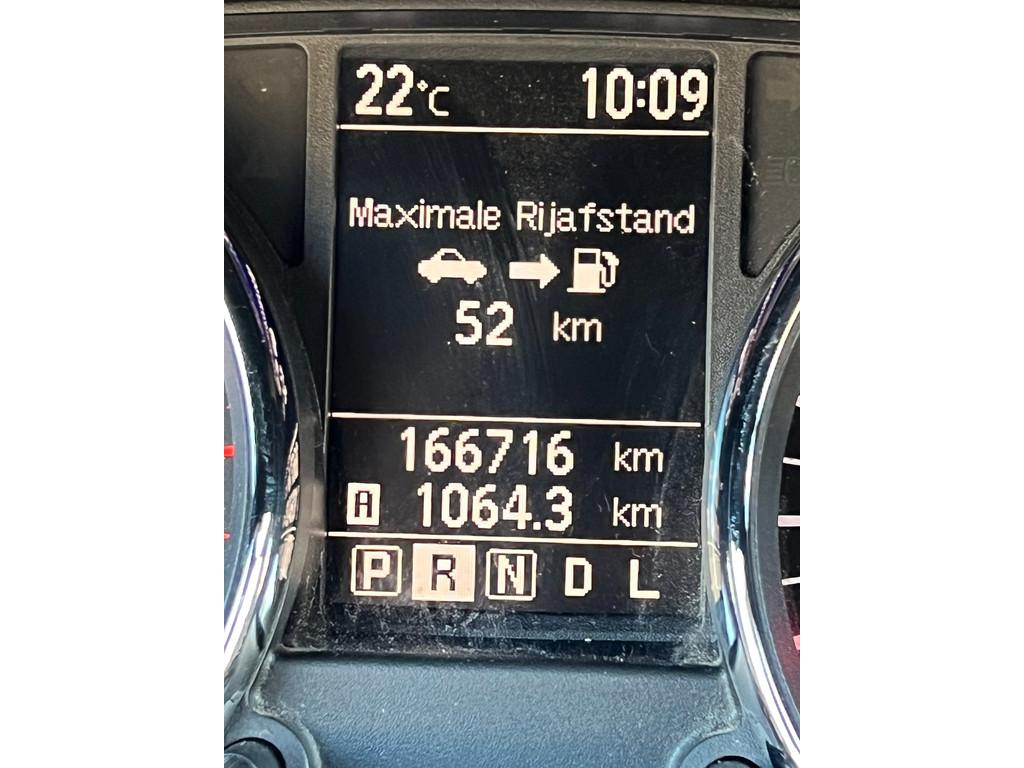 22°C 10:09
Maximale Rijafstand
52 km
166716 km
A 1064.3 km
P R N D L